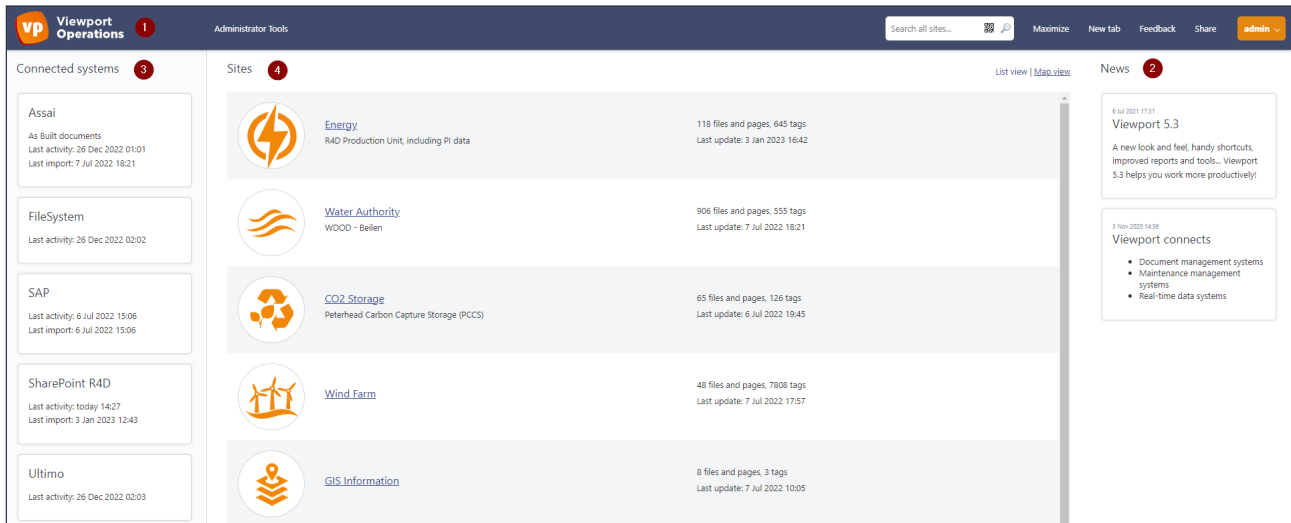 vp
Viewport
Operations
1
Administrator Tools
Search all sites...
Maximize
New tab
Feedback
Share
admin
Connected systems
3
Assai
As Built documents
Last activity: 26 Dec 2022 01:01
Last import: 7 Jul 2022 18:21
FileSystem
Last activity: 26 Dec 2022 02:02
SAP
Last activity: 6 Jul 2022 15:06
Last import: 6 Jul 2022 15:06
SharePoint R4D
Last activity: today 14:27
Last import: 3 Jan 2023 12:43
Ultimo
Last activity: 26 Dec 2022 02:03
Sites
4
List view | Map view
Energy
R4D Production Unit, including PI data
118 files and pages, 645 tags
Last update: 3 Jan 2023 16:42
Water Authority
WDOD - Beilen
906 files and pages, 555 tags
Last update: 7 Jul 2022 18:21
CO2 Storage
Peterhead Carbon Capture Storage (PCCS)
65 files and pages, 126 tags
Last update: 6 Jul 2022 19:45
Wind Farm
48 files and pages, 7808 tags
Last update: 7 Jul 2022 17:57
GIS Information
8 files and pages, 3 tags
Last update: 7 Jul 2022 10:05
News
2
6 Jul 2021 17:31
Viewport 5.3
A new look and feel, handy shortcuts,
improved reports and tools... Viewport
5.3 helps you work more productively!
3 Nov 2020 14:56
Viewport connects
• Document management systems
• Maintenance management
systems
• Real-time data systems